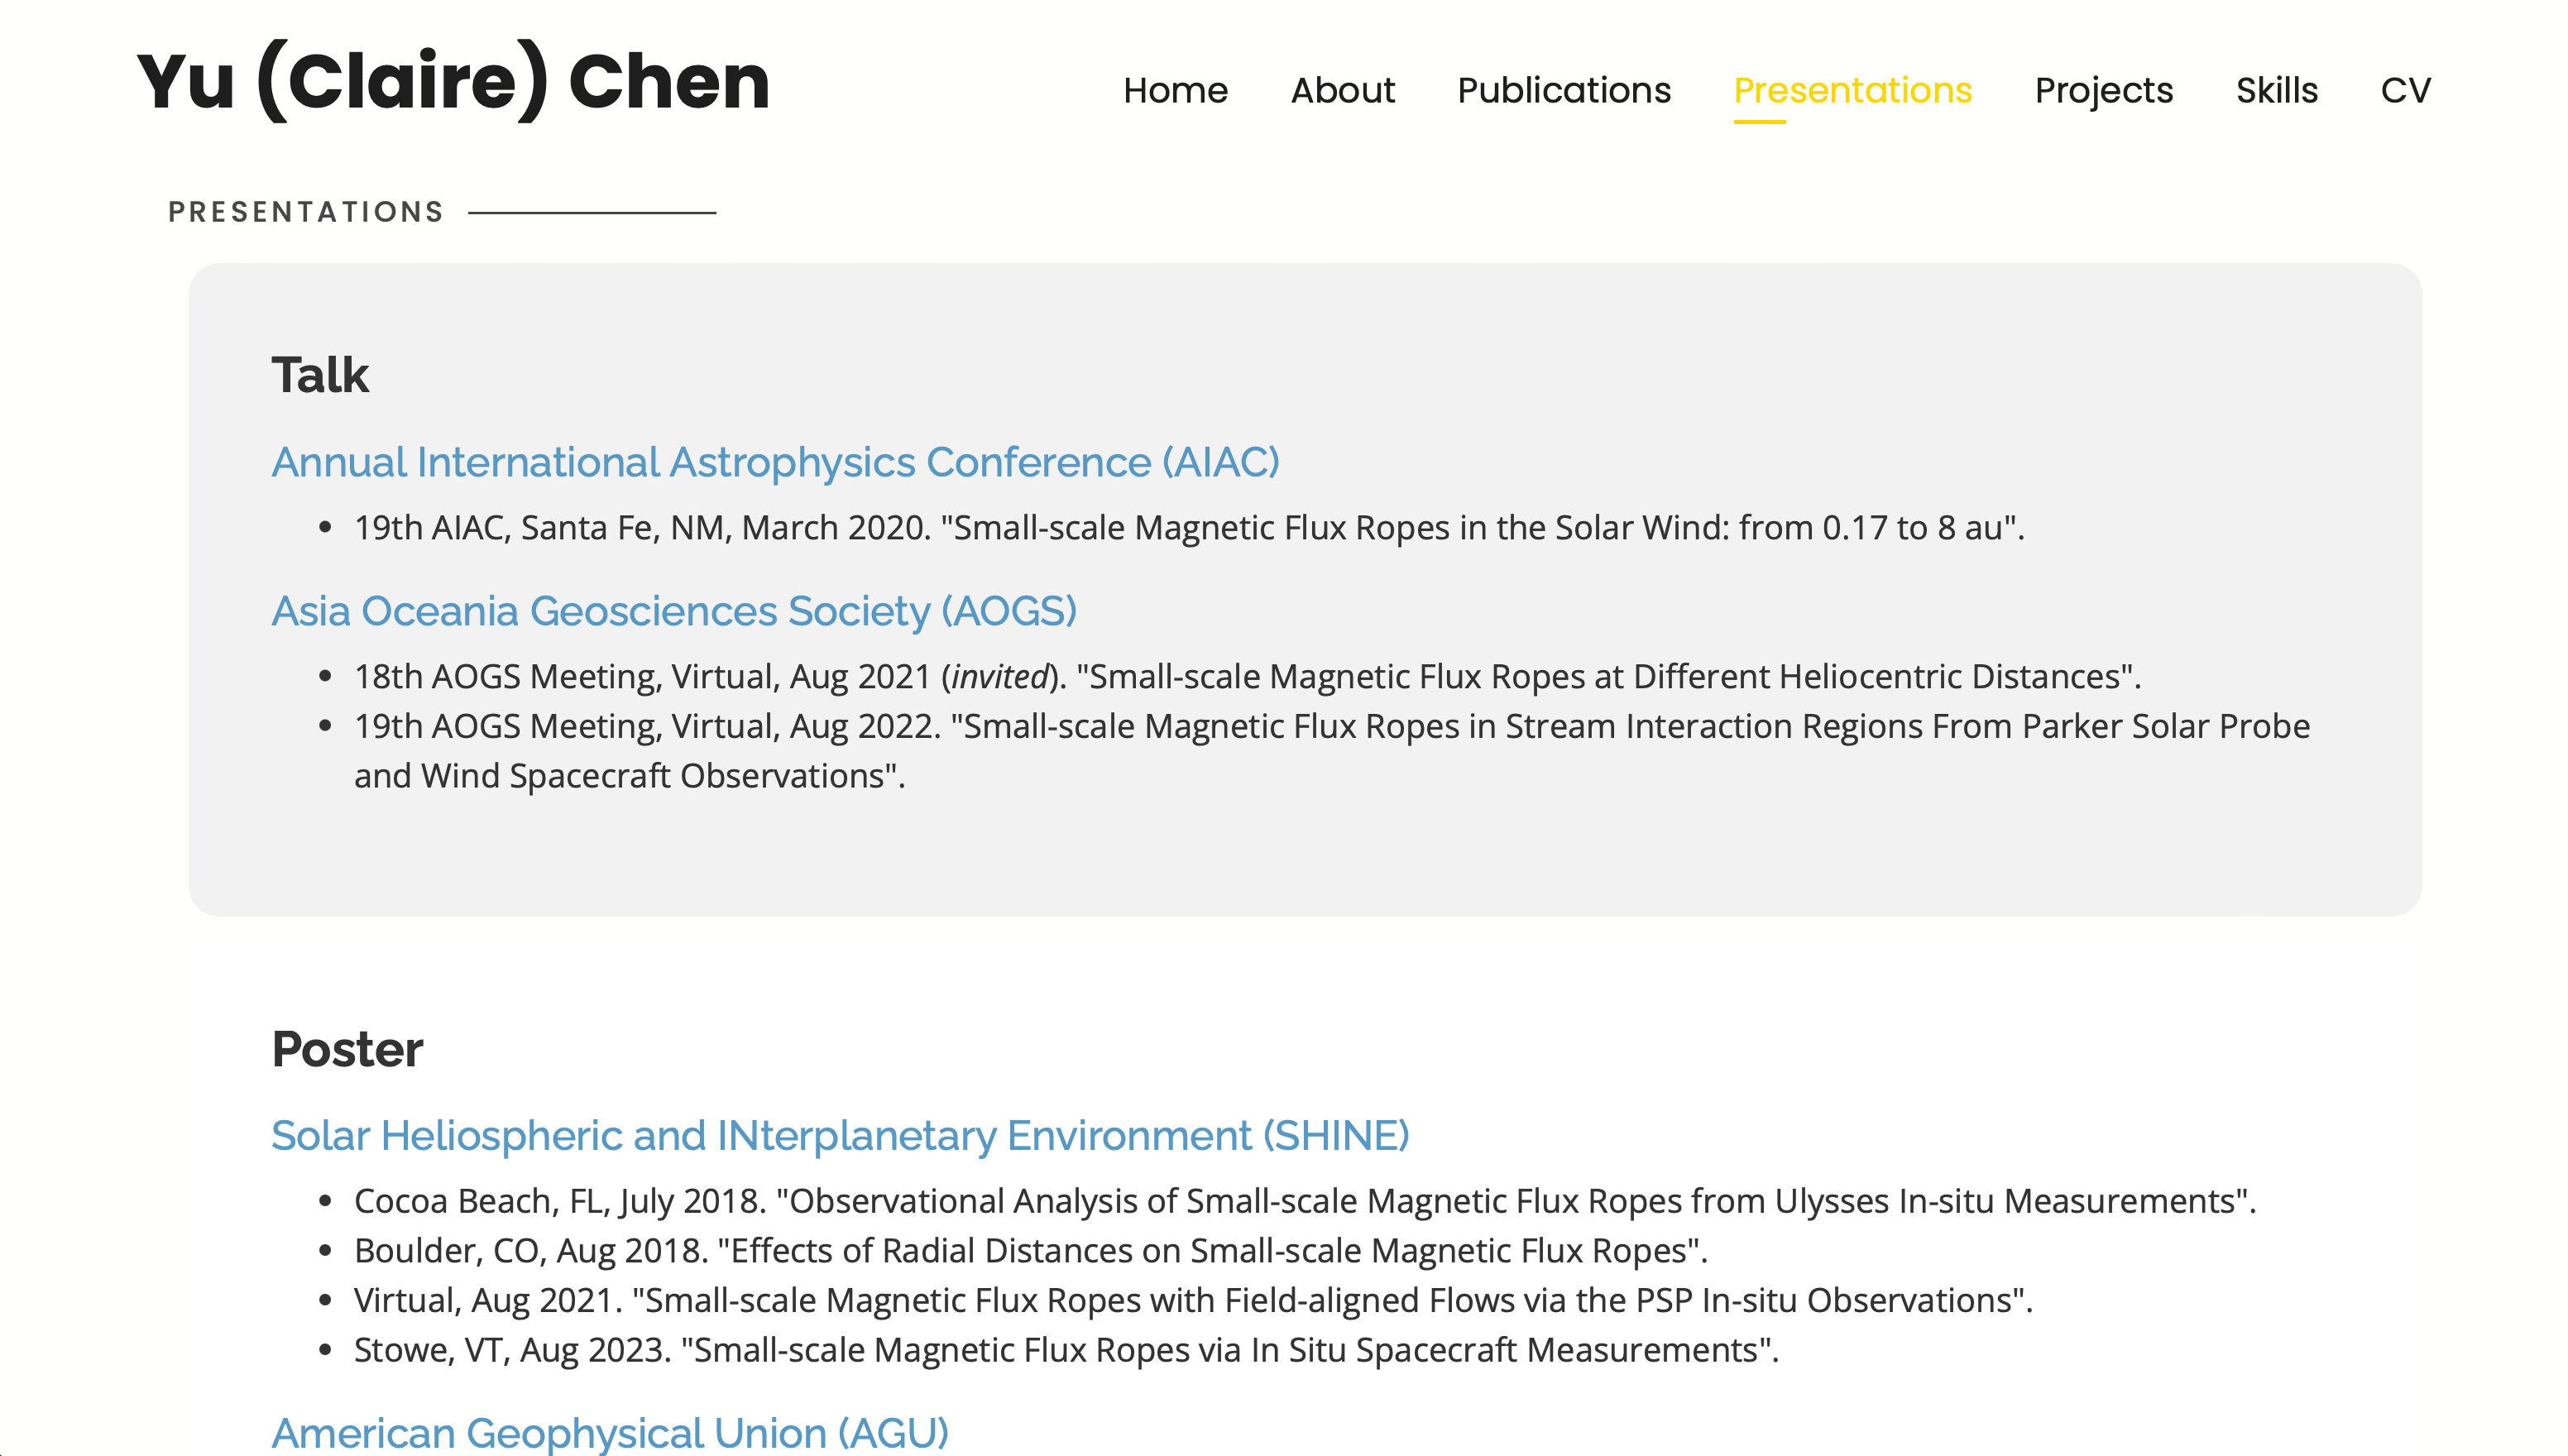 Yu (Claire) Chen
Home About Publications Presentations Projects Skills CV
PRESENTATIONS
Talk
Annual International Astrophysics Conference (AIAC)
• 19th AIAC, Santa Fe, NM, March 2020. "Small-scale Magnetic Flux Ropes in the Solar Wind: from 0.17 to 8 au".
Asia Oceania Geosciences Society (AOGS)
• 18th AOGS Meeting, Virtual, Aug 2021 (invited). "Small-scale Magnetic Flux Ropes at Different Heliocentric Distances".
• 19th AOGS Meeting, Virtual, Aug 2022. "Small-scale Magnetic Flux Ropes in Stream Interaction Regions From Parker Solar Probe
and Wind Spacecraft Observations".
Poster
Solar Heliospheric and INterplanetary Environment (SHINE)
• Cocoa Beach, FL, July 2018. "Observational Analysis of Small-scale Magnetic Flux Ropes from Ulysses In-situ Measurements".
• Boulder, CO, Aug 2018. "Effects of Radial Distances on Small-scale Magnetic Flux Ropes".
• Virtual, Aug 2021. "Small-scale Magnetic Flux Ropes with Field-aligned Flows via the PSP In-situ Observations".
• Stowe, VT, Aug 2023. "Small-scale Magnetic Flux Ropes via In Situ Spacecraft Measurements".
American Geophysical Union (AGU)